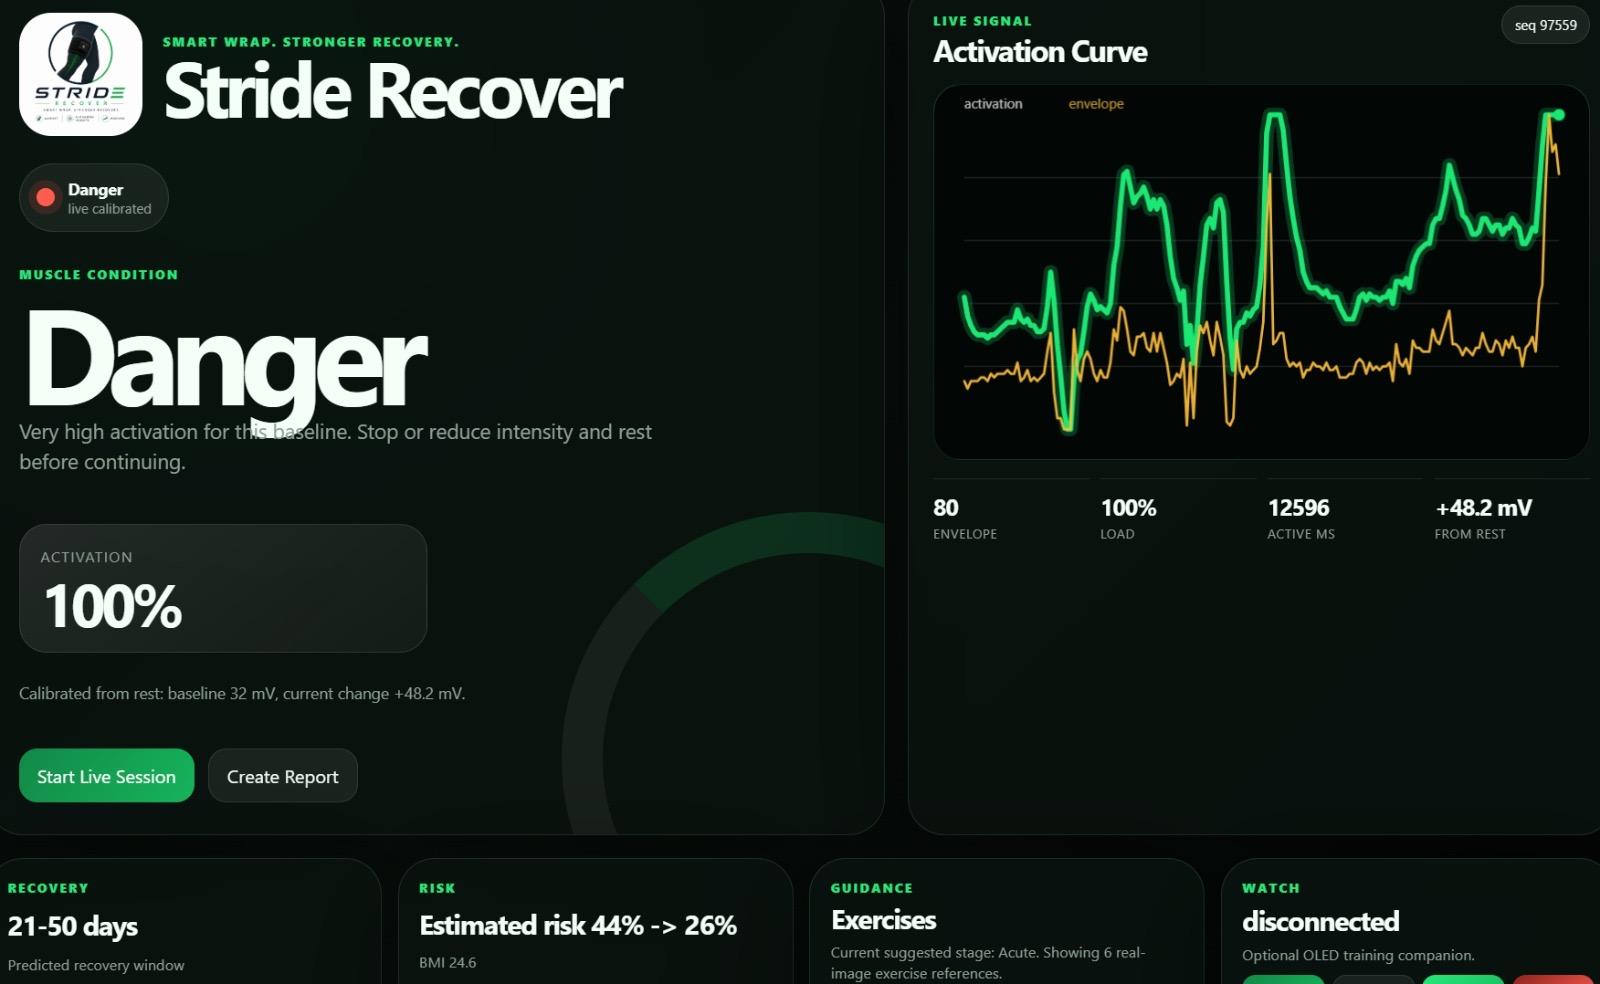 STRIDE
RECOVER
SMART WRAP. STRONGER RECOVERY.
Stride Recover
Danger
live calibrated
MUSCLE CONDITION
Danger
Very high activation for this baseline. Stop or reduce intensity and rest
before continuing.
ACTIVATION
100%
Calibrated from rest: baseline 32 mV, current change +48.2 mV.
Start Live Session
Create Report
LIVE SIGNAL
Activation Curve
seq 97559
activation
envelope
80
ENVELOPE
100%
LOAD
12596
ACTIVE MS
+48.2 mV
FROM REST
RECOVERY
21-50 days
Predicted recovery window
RISK
Estimated risk 44% -> 26%
BMI 24.6
GUIDANCE
Exercises
Current suggested stage: Acute. Showing 6 real-
image exercise references.
WATCH
disconnected
Optional OLED training companion.